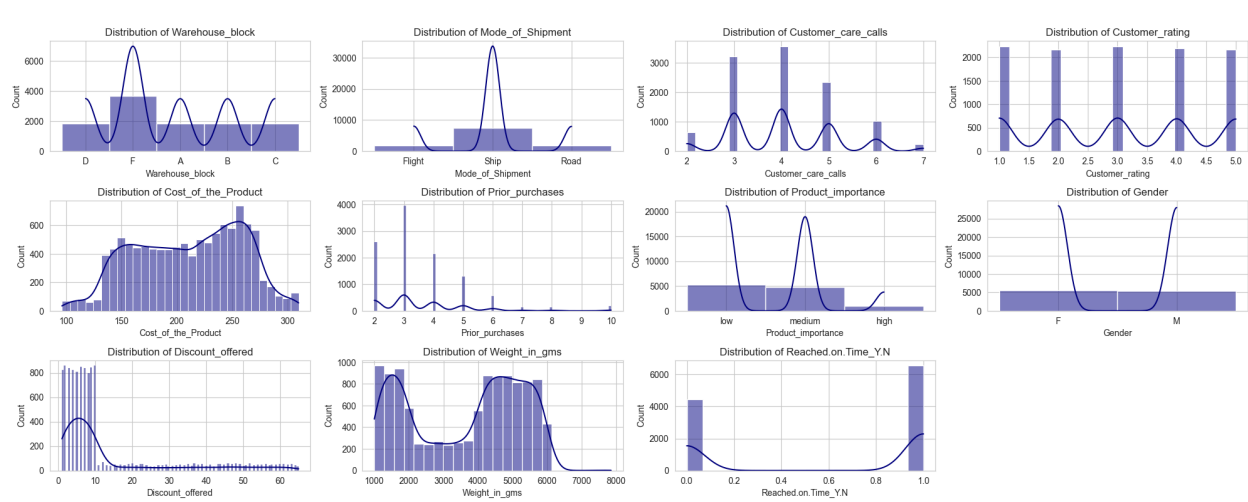 Distribution of Warehouse_block
Count
6000
4000
2000
0
D F A B C
Warehouse_block
Distribution of Mode_of_Shipment
Count
30000
20000
10000
0
Flight Ship Road
Mode_of_Shipment
Distribution of Customer_care_calls
Count
3000
2000
1000
0
2 3 4 5 6 7
Customer_care_calls
Distribution of Customer_rating
Count
2000
1500
1000
500
0
1.0 1.5 2.0 2.5 3.0 3.5 4.0 4.5 5.0
Customer_rating
Distribution of Cost_of_the_Product
Count
600
400
200
0
100 150 200 250 300
Cost_of_the_Product
Distribution of Prior_purchases
Count
4000
3000
2000
1000
0
2 3 4 5 6 7 8 9 10
Prior_purchases
Distribution of Product_importance
Count
20000
15000
10000
5000
0
low medium high
Product_importance
Distribution of Gender
Count
25000
20000
15000
10000
5000
0
F M
Gender
Distribution of Discount_offered
Count
800
600
400
200
0
0 10 20 30 40 50 60
Discount_offered
Distribution of Weight_in_gms
Count
1000
800
600
400
200
0
1000 2000 3000 4000 5000 6000 7000 8000
Weight_in_gms
Distribution of Reached.on.Time_Y.N
Count
6000
4000
2000
0
0.0 0.2 0.4 0.6 0.8 1.0
Reached.on.Time_Y.N